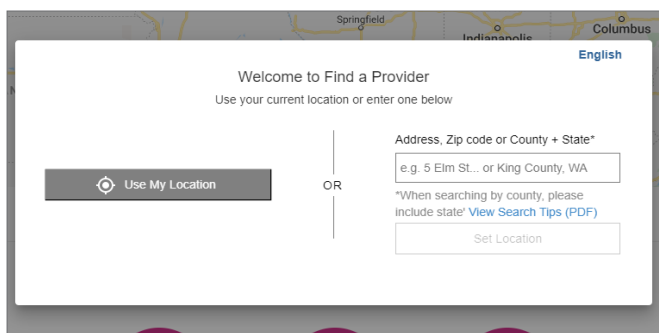 Springfield
Indianapolis
Columbus
English
Welcome to Find a Provider
Use your current location or enter one below
Address, Zip code or County + State*
e.g. 5 Elm St... or King County, WA
Use My Location
OR
*When searching by county, please
include state' View Search Tips (PDF)
Set Location